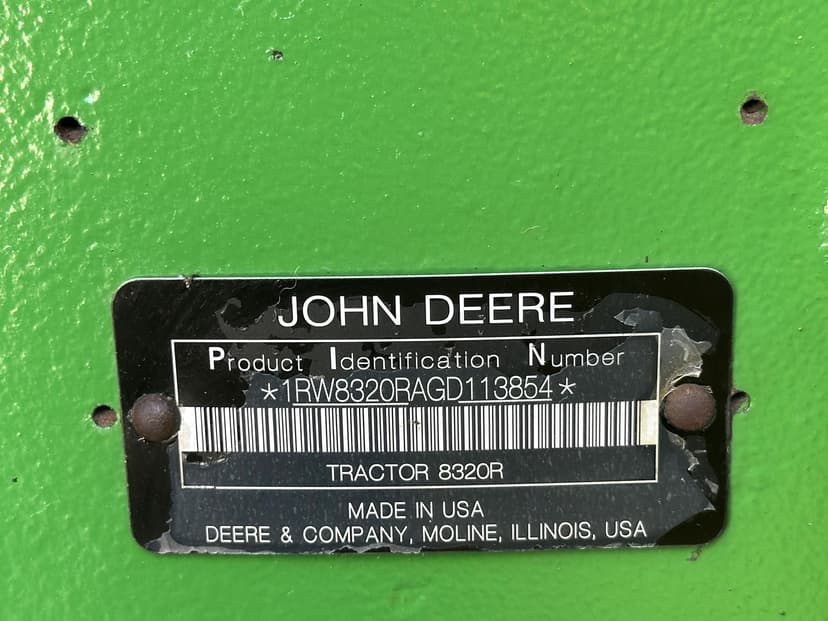 JOHN DEERE
Product Identification Number
*1RW8320RAGD113854*
TRACTOR 8320R
MADE IN USA
DEERE & COMPANY, MOLINE, ILLINOIS, USA